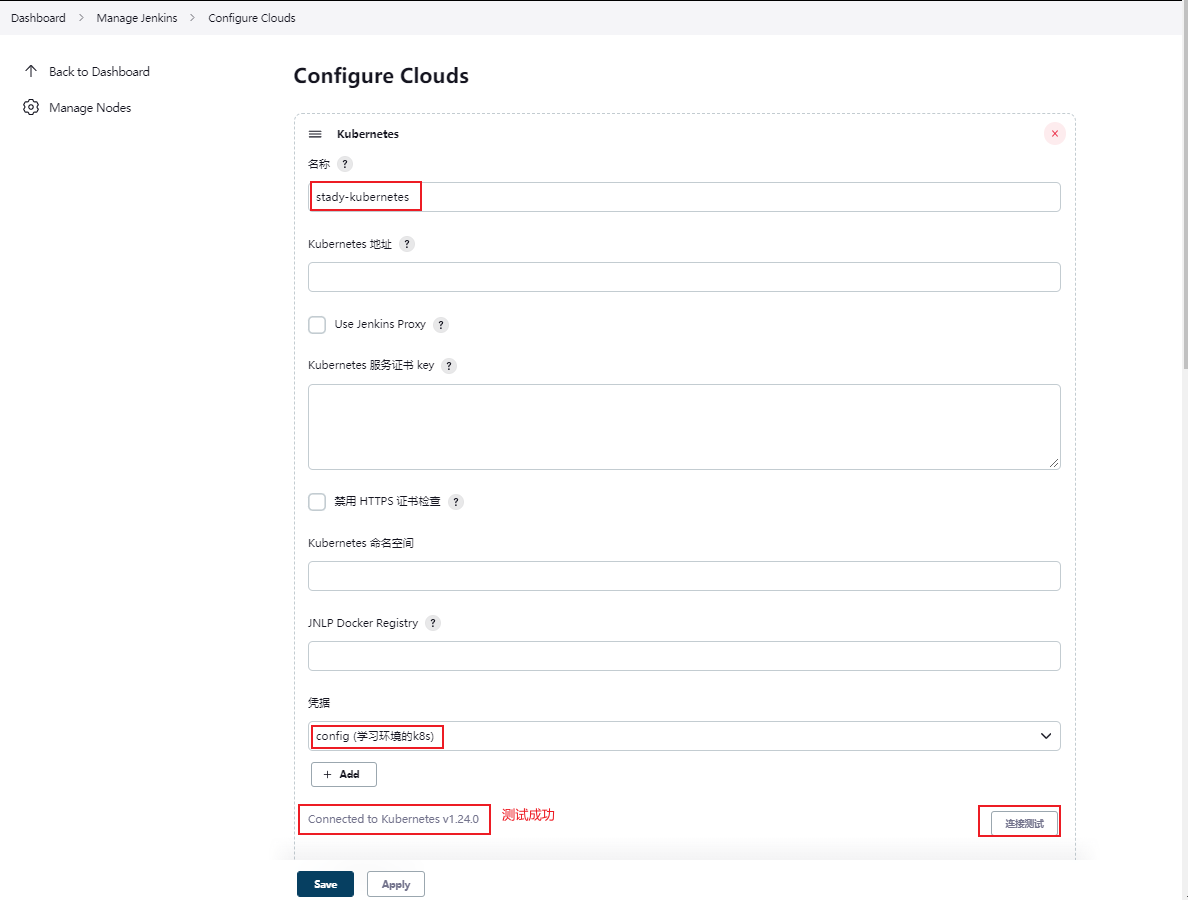 Dashboard > Manage Jenkins > Configure Clouds
Back to Dashboard
Manage Nodes
Configure Clouds
Kubernetes
名称 ?
stady-kubernetes
Kubernetes 地址 ?
Use Jenkins Proxy ?
Kubernetes 服务证书 key ?
禁用 HTTPS 证书检查 ?
Kubernetes 命名空间
JNLP Docker Registry ?
凭据
config (学习环境的k8s)
+ Add
Connected to Kubernetes v1.24.0 测试成功 连接测试
Save Apply